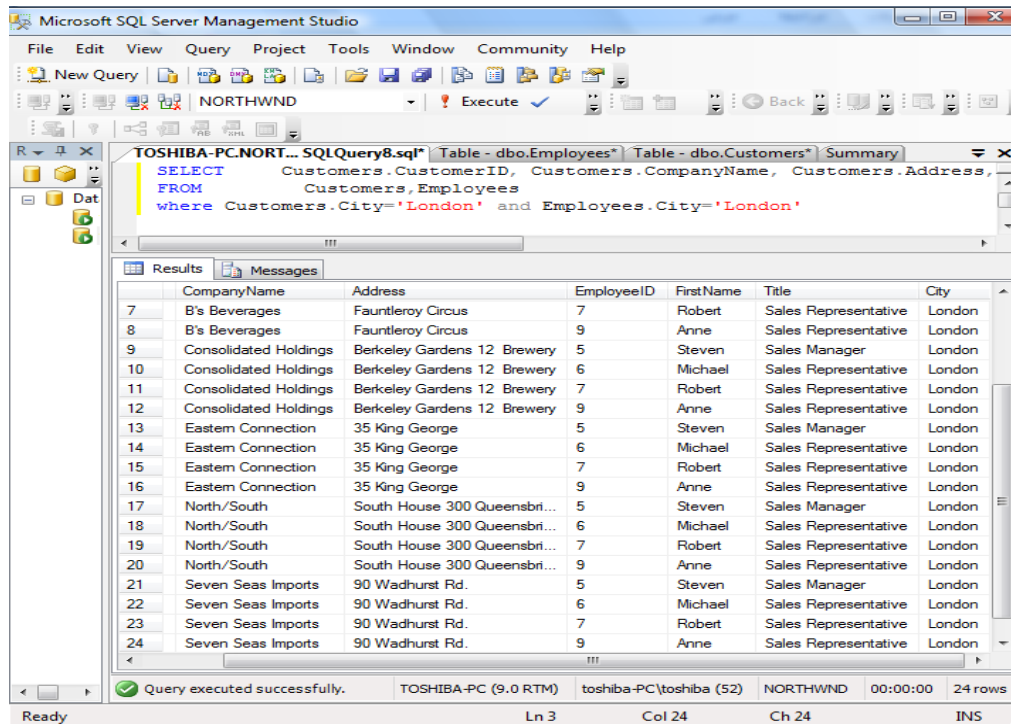 Microsoft SQL Server Management Studio
File Edit View Query Project Tools Window Community Help
New Query
NORTHWND Execute Back
R
TOSHIBA-PC.NORT... SQLQuery8.sql* Table - dbo.Employees* Table - dbo.Customers* Summary
Dat
SELECT Customers.CustomerID, Customers.CompanyName, Customers.Address,
FROM Customers,Employees
where Customers.City='London' and Employees.City='London'
Results Messages
CompanyName Address EmployeeID FirstName Title City
7 B's Beverages Fauntleroy Circus 7 Robert Sales Representative London
8 B's Beverages Fauntleroy Circus 9 Anne Sales Representative London
9 Consolidated Holdings Berkeley Gardens 12 Brewery 5 Steven Sales Manager London
10 Consolidated Holdings Berkeley Gardens 12 Brewery 6 Michael Sales Representative London
11 Consolidated Holdings Berkeley Gardens 12 Brewery 7 Robert Sales Representative London
12 Consolidated Holdings Berkeley Gardens 12 Brewery 9 Anne Sales Representative London
13 Eastern Connection 35 King George 5 Steven Sales Manager London
14 Eastern Connection 35 King George 6 Michael Sales Representative London
15 Eastern Connection 35 King George 7 Robert Sales Representative London
16 Eastern Connection 35 King George 9 Anne Sales Representative London
17 North/South South House 300 Queensbri... 5 Steven Sales Manager London
18 North/South South House 300 Queensbri... 6 Michael Sales Representative London
19 North/South South House 300 Queensbri... 7 Robert Sales Representative London
20 North/South South House 300 Queensbri... 9 Anne Sales Representative London
21 Seven Seas Imports 90 Wadhurst Rd. 5 Steven Sales Manager London
22 Seven Seas Imports 90 Wadhurst Rd. 6 Michael Sales Representative London
23 Seven Seas Imports 90 Wadhurst Rd. 7 Robert Sales Representative London
24 Seven Seas Imports 90 Wadhurst Rd. 9 Anne Sales Representative London
Query executed successfully. TOSHIBA-PC (9.0 RTM) toshiba-PC\toshiba (52) NORTHWND 00:00:00 24 rows
Ready Ln 3 Col 24 Ch 24 INS